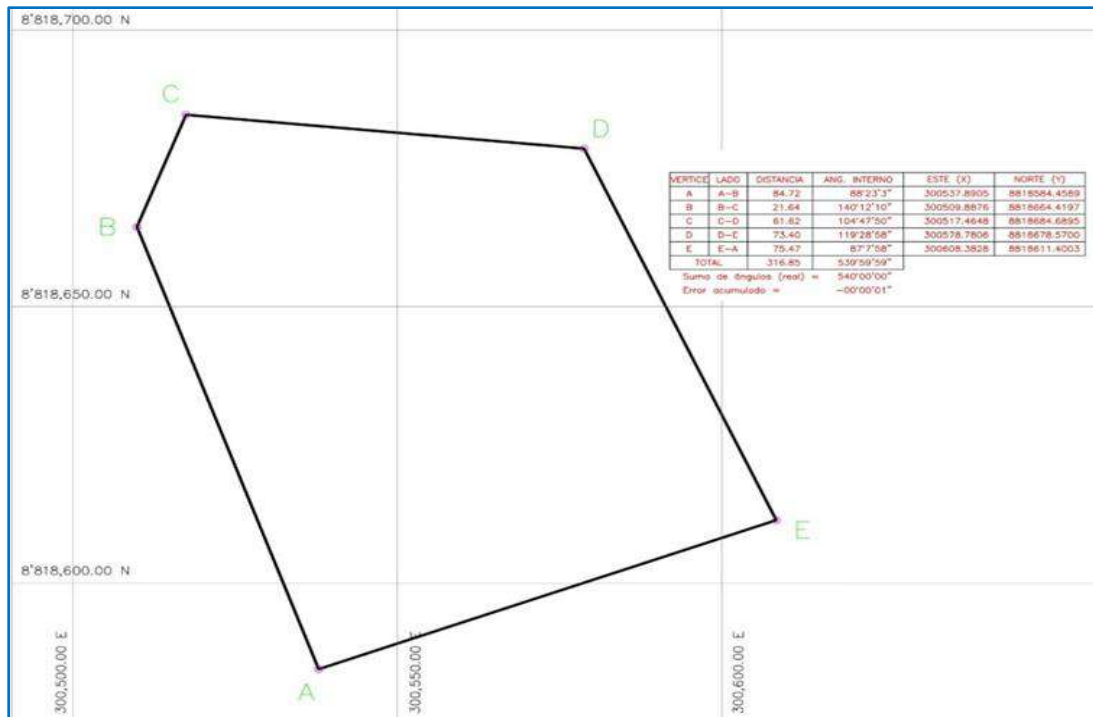 8'818,700.00 N
C
D
VERTICE LADO DISTANCIA ANG. INTERNO ESTE (X) NORTE (Y)
A A-B 84.72 88°23'3" 300537.8905 8818584.4589
B B-C 21.64 140°12'10" 300509.8876 8818664.4197
C C-D 61.62 104°47'50" 300517.4648 8818684.6895
D D-E 73.40 119°28'58" 300578.7806 8818678.5700
E E-A 75.47 87°7'58" 300608.3828 8818611.4003
TOTAL 316.85 539°59'59"
Suma de ángulos (real) = 540°00'00"
Error acumulado = -00°00'01"
B
8'818,650.00 N
E
8'818,600.00 N
A
300,500.00 E
300,550.00 E
300,600.00 E